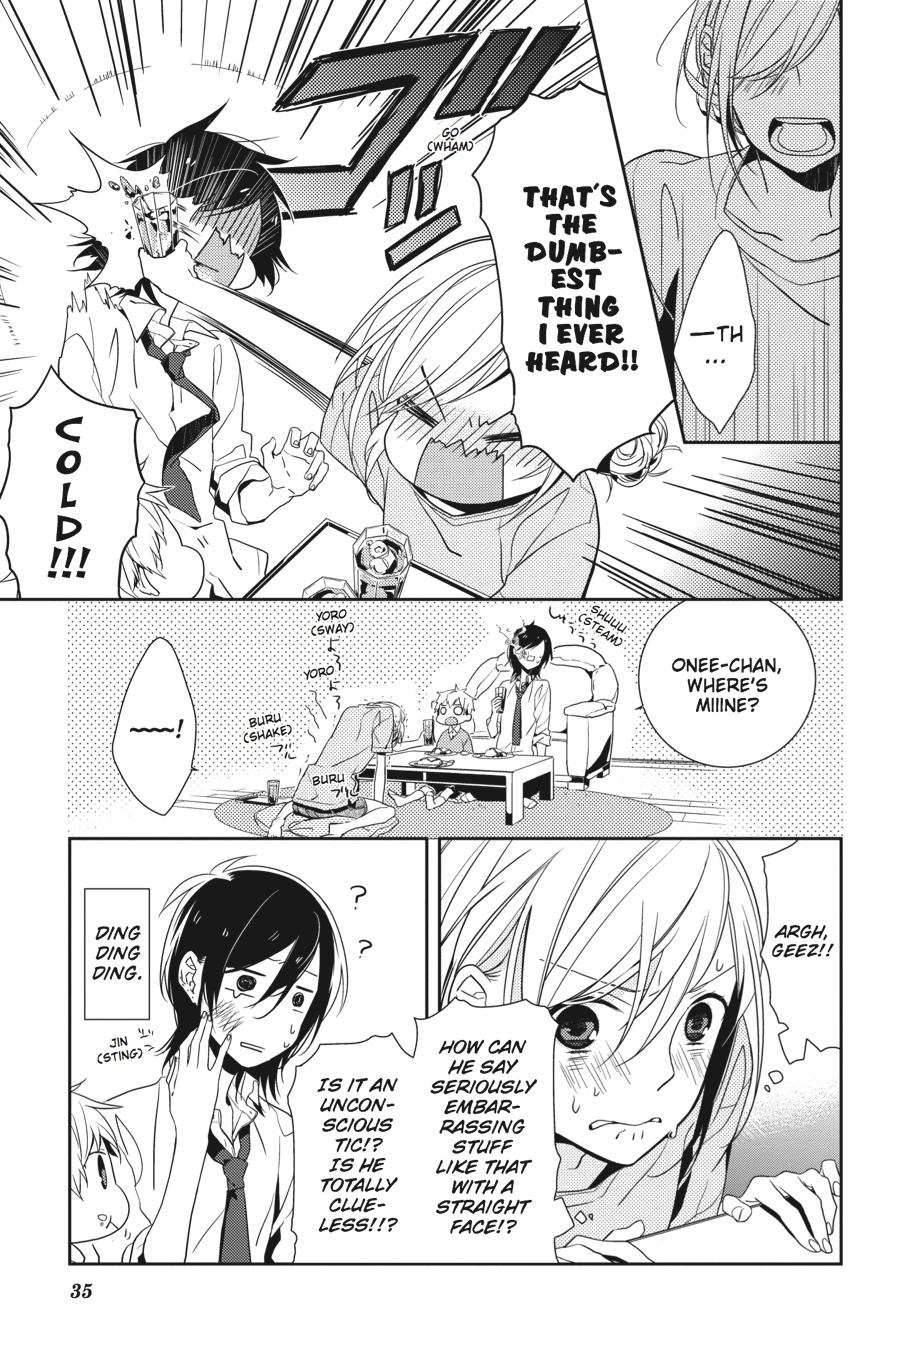 —TH
...
THAT'S
THE
DUMB-
EST
THING
I EVER
HEARD!!
GO
(WHAM)
ゴッ
COLD!!!
ONEE-CHAN,
WHERE'S
MIIINE?
SHUUU
(STEAM)
YORO
(SWAY)
YORO
BURU
(SHAKE)
BURU
~~~~!
ARGH,
GEEZ!!
HOW CAN
HE SAY
SERIOUSLY
EMBAR-
RASSING
STUFF
LIKE THAT
WITH A
STRAIGHT
FACE!?
IS IT AN
UNCON-
SCIOUS
TIC!?
IS HE
TOTALLY
CLUE-
LESS!!?
?
?
DING
DING
DING.
JIN
(STING)
35